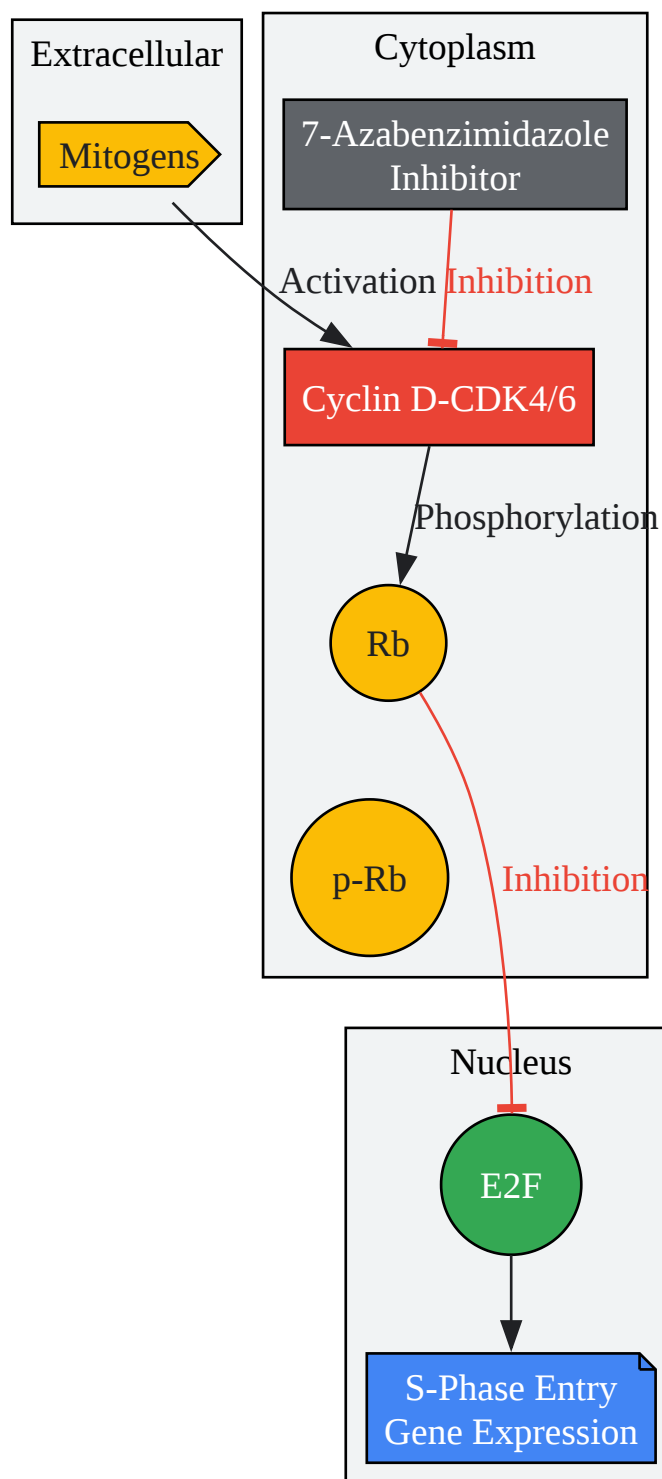 Extracellular
Mitogens
Cytoplasm
7-Azabenzimidazole
Inhibitor
Activation
Inhibition
Cyclin D-CDK4/6
Phosphorylation
Rb
p-Rb
Inhibition
Nucleus
E2F
S-Phase Entry
Gene Expression